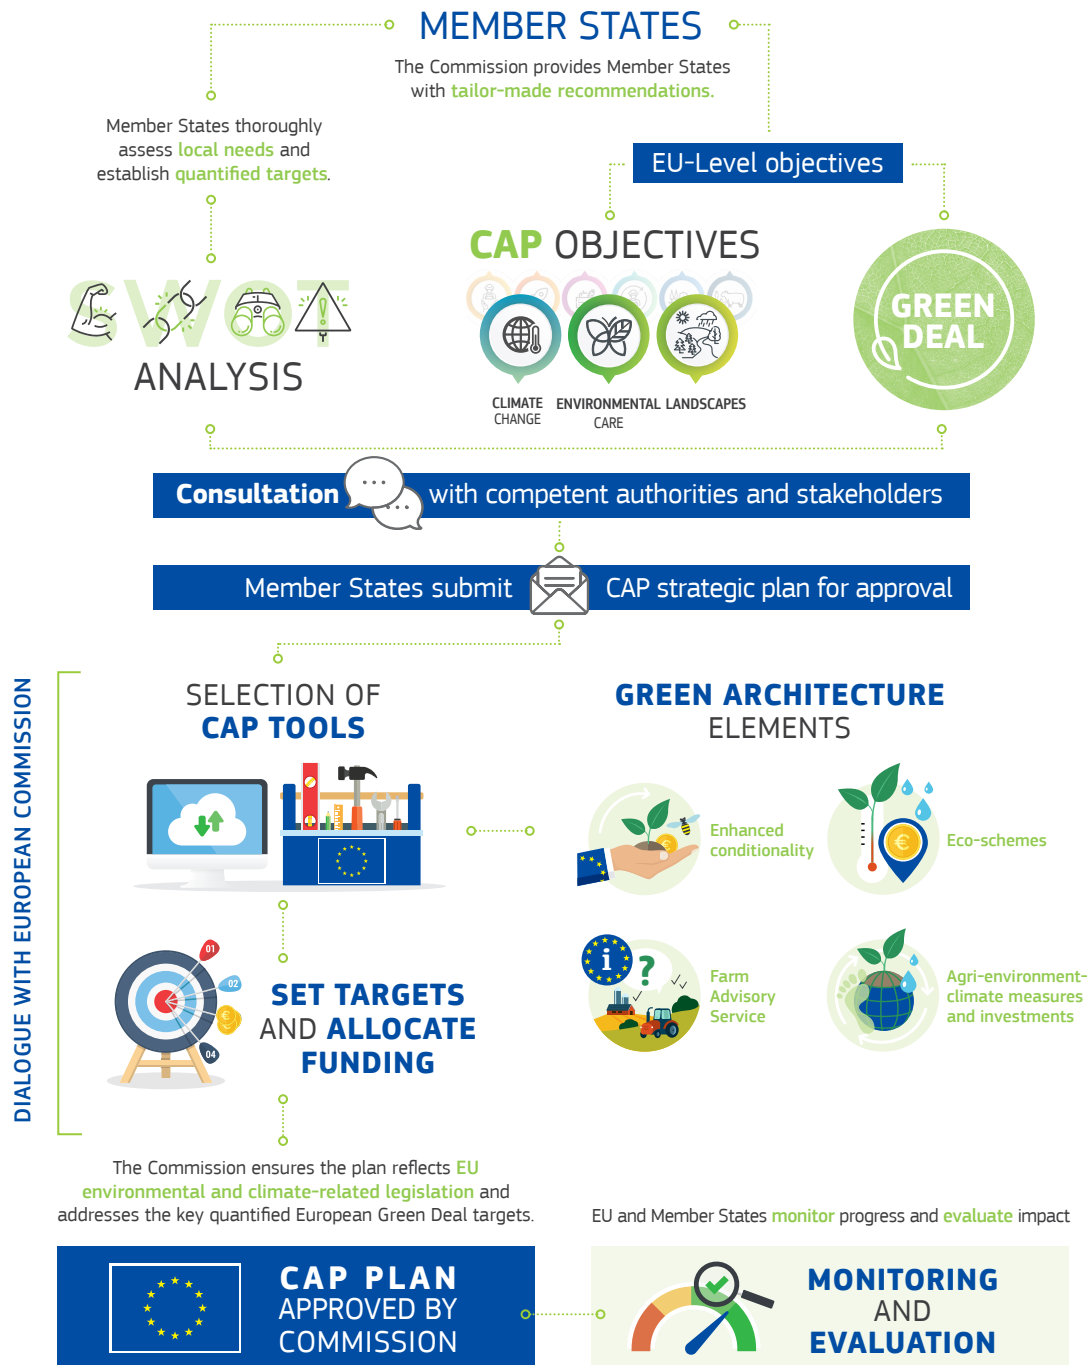 MEMBER STATES
The Commission provides Member States
with tailor-made recommendations.
Member States thoroughly
assess local needs and
establish quantified targets.
EU-Level objectives
SWOT
ANALYSIS
CAP OBJECTIVES
CLIMATE
CHANGE
ENVIRONMENTAL
CARE
LANDSCAPES
GREEN
DEAL
Consultation with competent authorities and stakeholders
Member States submit CAP strategic plan for approval
DIALOGUE WITH EUROPEAN COMMISSION
SELECTION OF
CAP TOOLS
GREEN ARCHITECTURE
ELEMENTS
Enhanced
conditionality
€
Eco-schemes
€
01
02
€
04
SET TARGETS
AND ALLOCATE
FUNDING
i
?
Farm
Advisory
Service
Agri-environment-
climate measures
and investments
The Commission ensures the plan reflects EU
environmental and climate-related legislation and
addresses the key quantified European Green Deal targets.
EU and Member States monitor progress and evaluate impact
CAP PLAN
APPROVED BY
COMMISSION
MONITORING
AND
EVALUATION